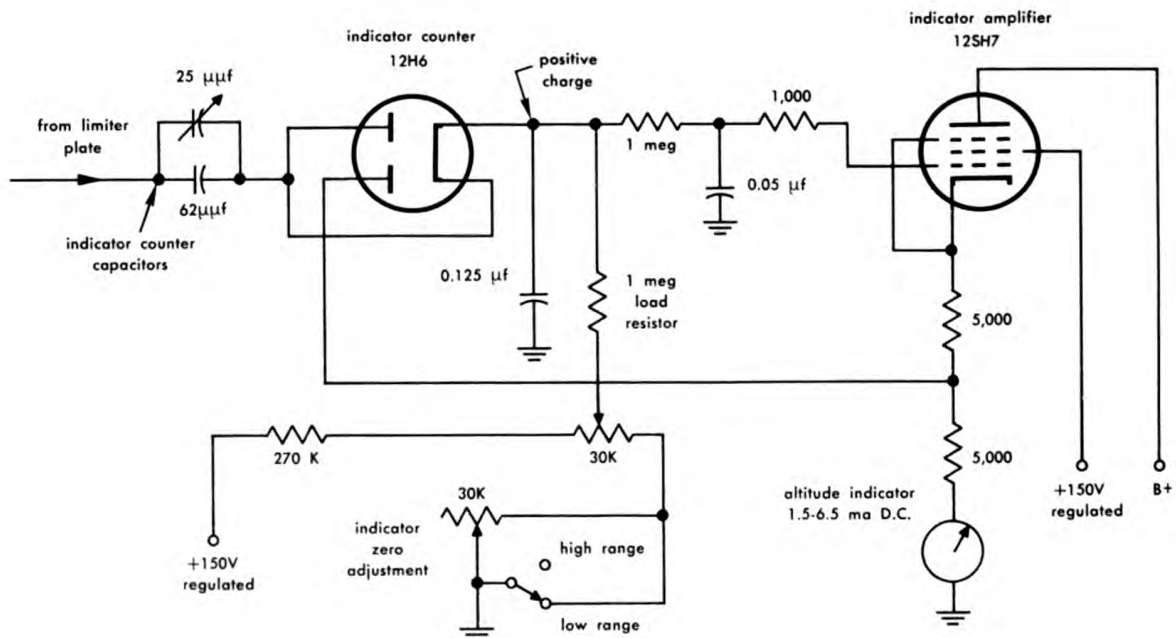 indicator amplifier
12SH7
indicator counter
12H6
positive
charge
25 µµf
1,000
from limiter
plate
1 meg
62µµf
0.05 µf
indicator counter
capacitors
0.125 µf
1 meg
load
resistor
5,000
270 K
30K
5,000
30K
altitude indicator
1.5-6.5 ma D.C.
+150V
regulated
B+
indicator
zero
adjustment
high range
+150V
regulated
low range